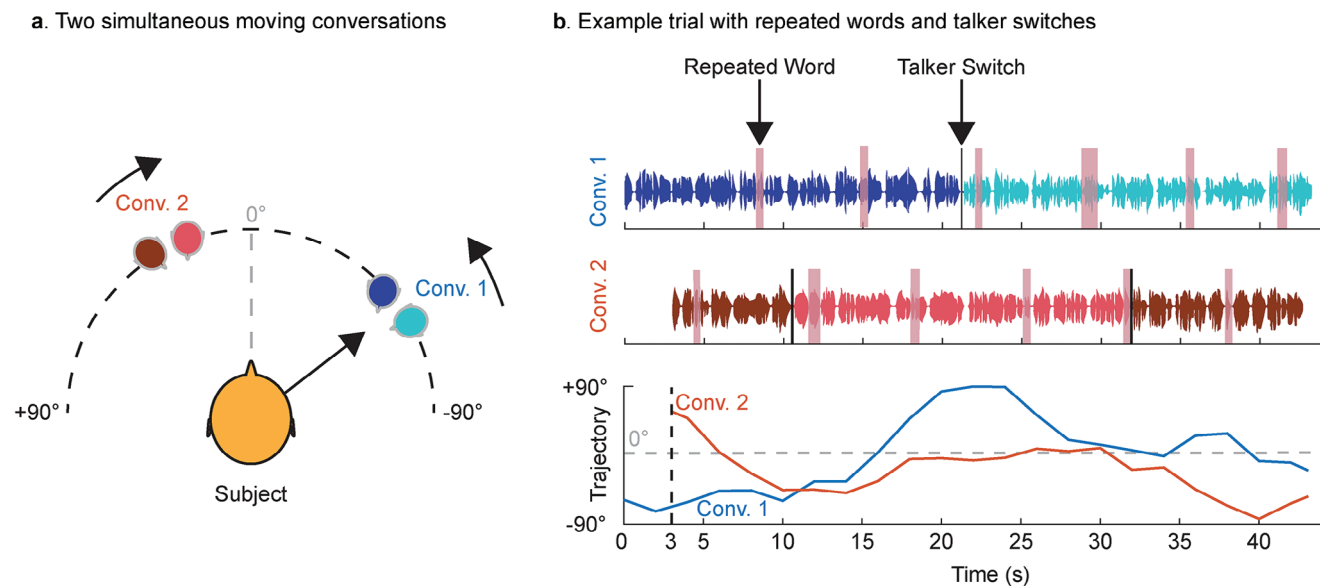 a. Two simultaneous moving conversations
Conv. 2
0°
Conv. 1
+90°
-90°
Subject
b. Example trial with repeated words and talker switches
Repeated Word
Talker Switch
Conv. 1
Conv. 2
Trajectory
+90°
0°
-90°
Conv. 2
Conv. 1
0 3 5 10 15 20 25 30 35 40
Time (s)